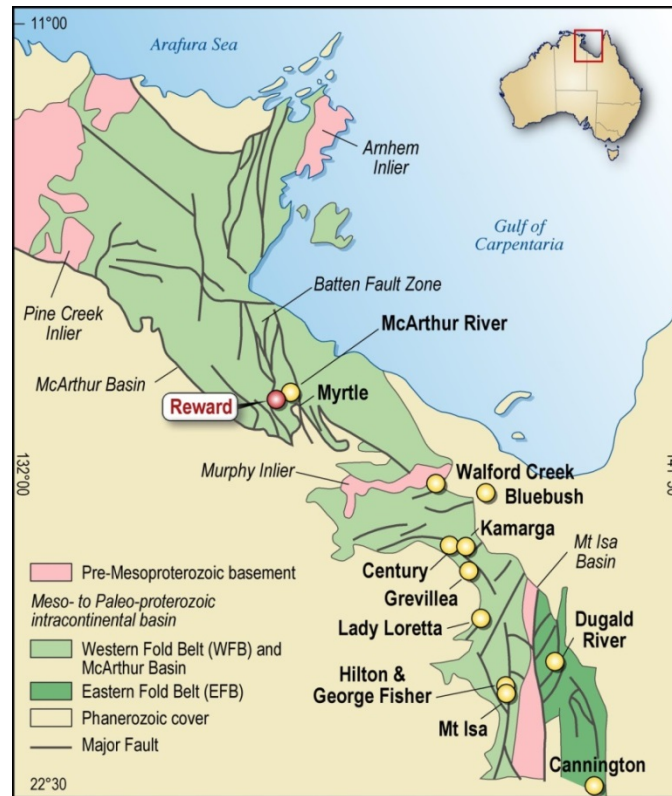 11°00
Arafura Sea
Arnhem
Inlier
Gulf of
Carpentaria
Batten Fault Zone
Pine Creek
Inlier
McArthur River
McArthur Basin
Reward
Myrtle
132°00
Murphy Inlier
Walford Creek
Bluebush
Kamarga
Mt Isa
Basin
Century
Grevillea
Dugald
River
Lady Loretta
Hilton &
George Fisher
Mt Isa
Cannington
Pre-Mesoproterozoic basement
Meso- to Paleo-proterozoic
intracontinental basin
Western Fold Belt (WFB) and
McArthur Basin
Eastern Fold Belt (EFB)
Phanerozoic cover
Major Fault
22°30